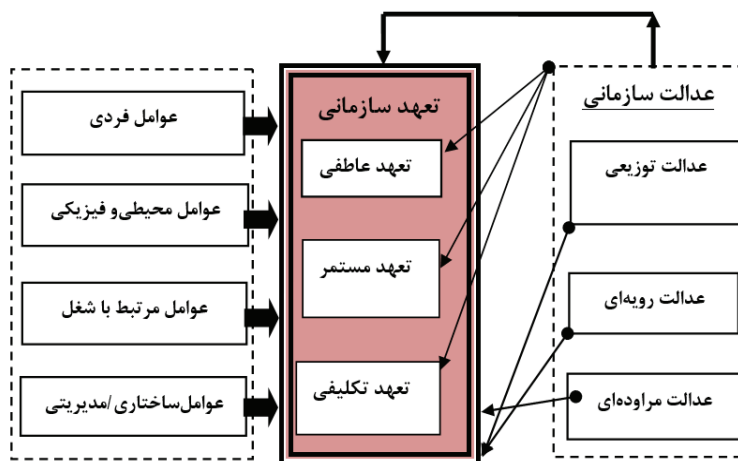 عدالت سازمانی
عدالت توزیعی
عدالت رویه‌ای
عدالت مراوده‌ای
تعهد سازمانی
تعهد عاطفی
تعهد مستمر
تعهد تکلیفی
عوامل فردی
عوامل محیطی‌و فیزیکی
عوامل مرتبط با شغل
عوامل‌ساختاری/مدیریتی